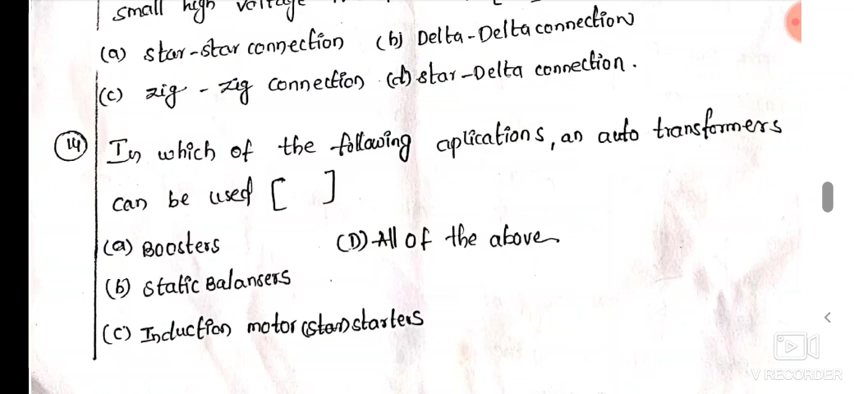 small high voltage
(a) star-star connection (b) Delta-Delta connection
(c) zig - zig connection (d) star-Delta connection.
(14) In which of the following aplications, an auto transformers
can be used [ ]
(a) Boosters (D) All of the above
(b) static Balansers
(c) Induction motor (star) starters
V RECORDER